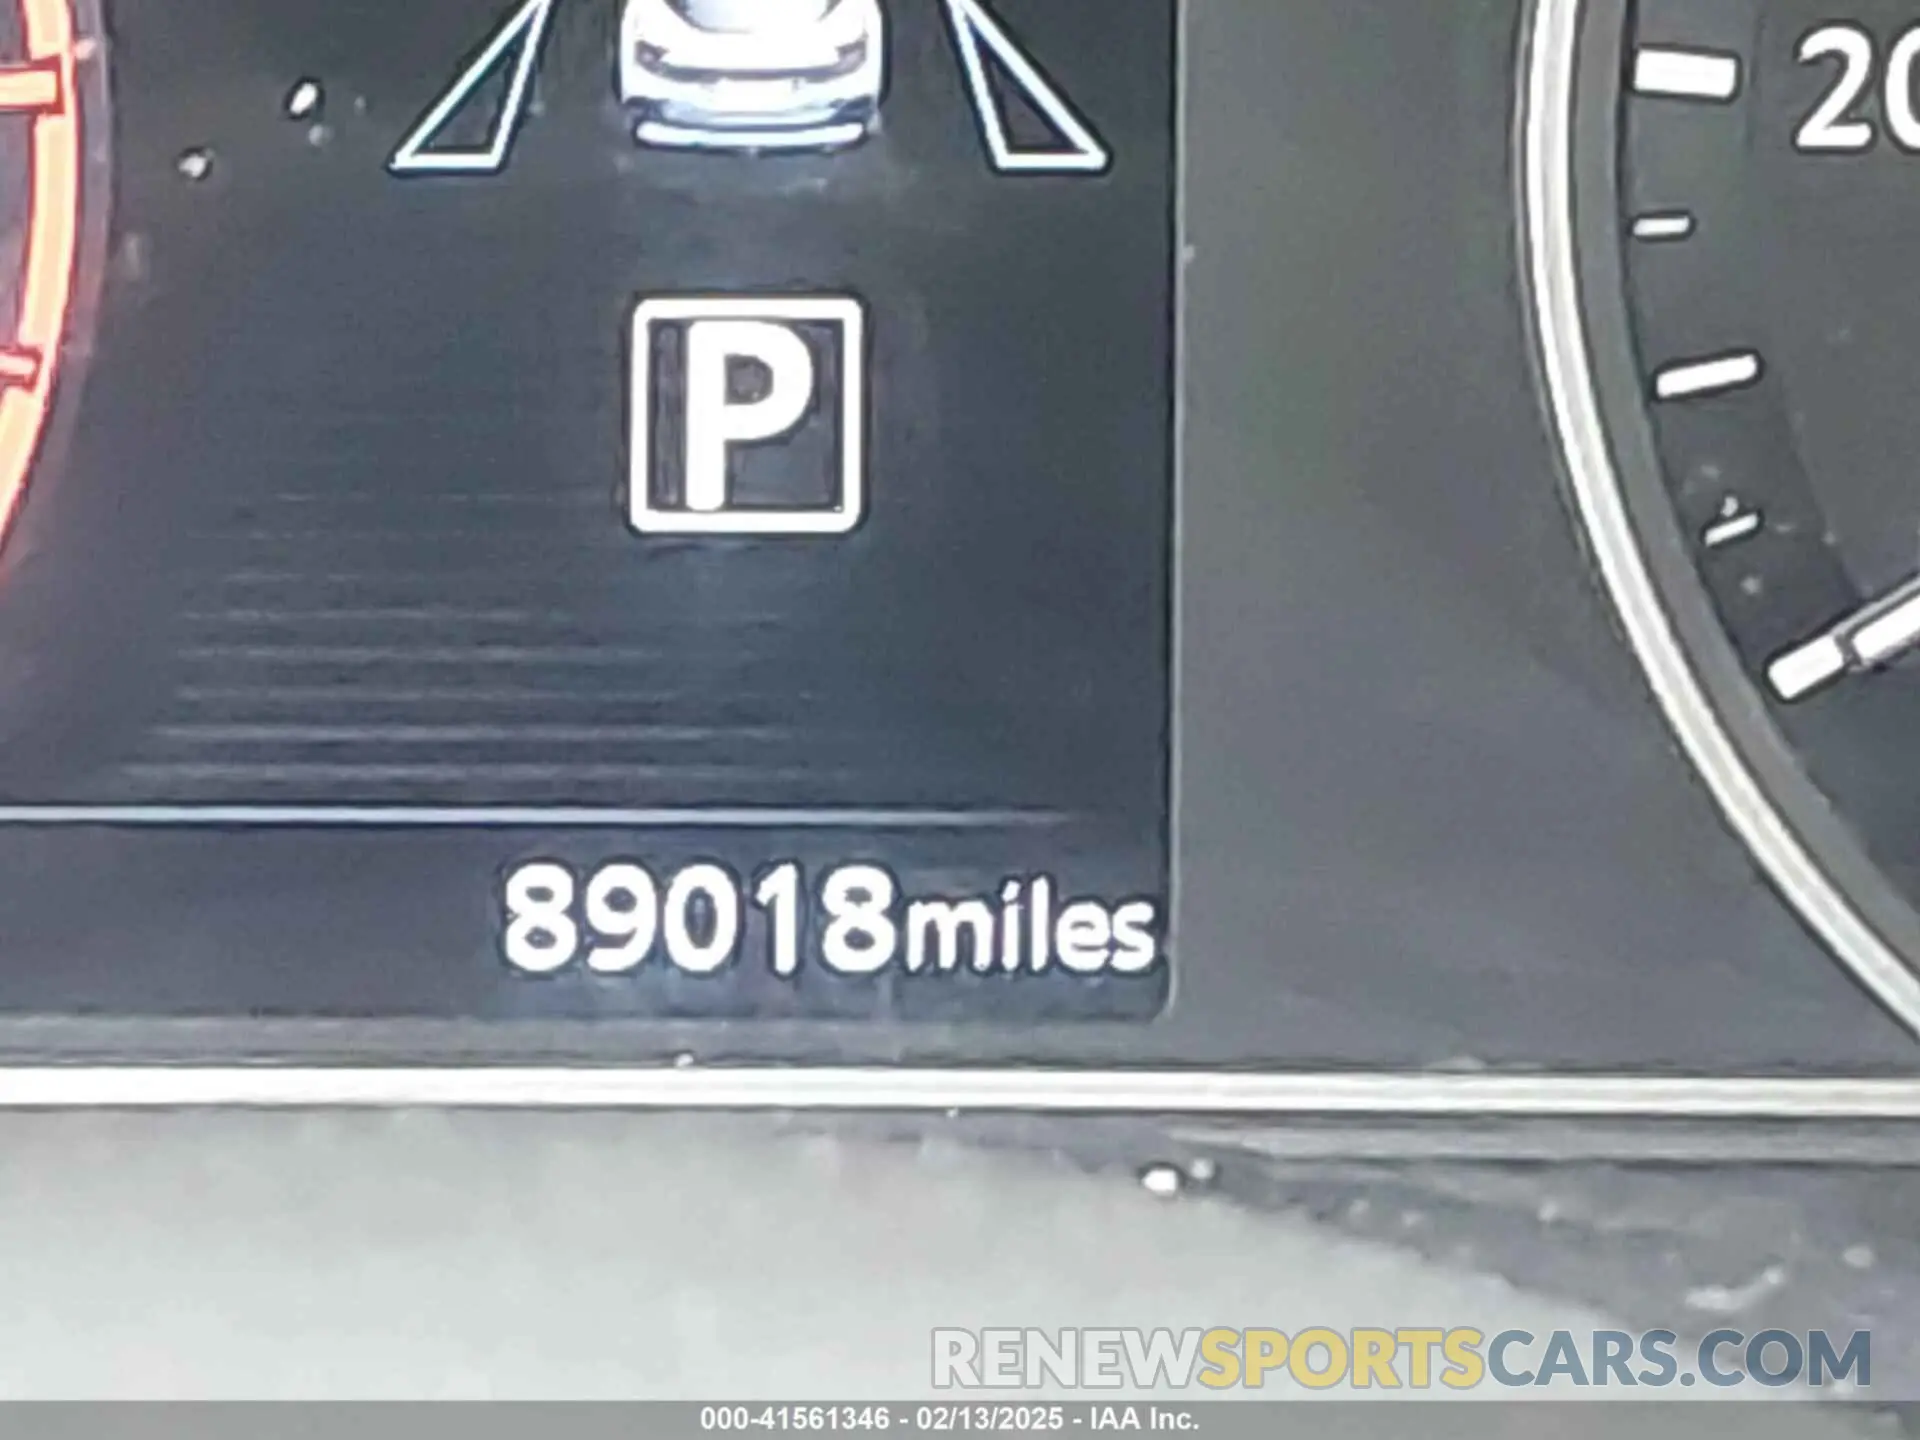 20
P
89018miles
RENEWSPORTSCARS.COM
000-41561346 - 02/13/2025 - IAA Inc.